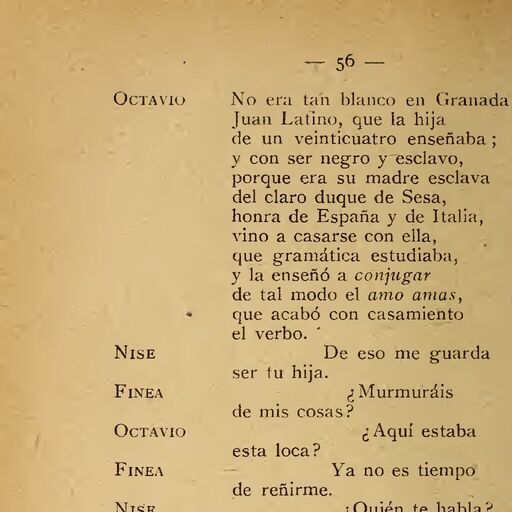 — 56 —
OCTAVIO No era tan blanco en Granada
Juan Latino, que la hija
de un veinticuatro enseñaba;
y con ser negro y esclavo,
porque era su madre esclava
del claro duque de Sesa,
honra de España y de Italia,
vino a casarse con ella,
que gramática estudiaba,
y la enseñó a conjugar
de tal modo el amo amas,
que acabó con casamiento
el verbo.
NISE De eso me guarda
ser tu hija.
FINEA ¿Murmuráis
de mis cosas?
OCTAVIO ¿Aquí estaba
esta loca?
FINEA Ya no es tiempo
de reñirme.
NISE ¿Quién te habla?